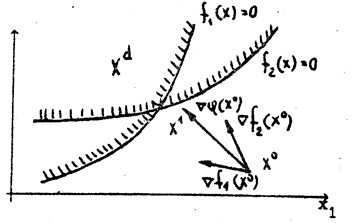 f₁(x)=0
X^d
f₂(x)=0
∇φ(x⁰)
∇f₂(x⁰)
x¹
x⁰
∇f₁(x⁰)
x₁